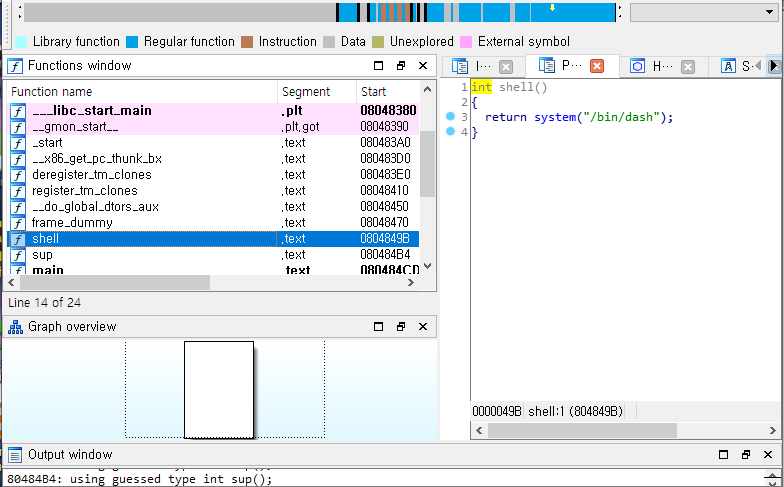 Library function Regular function Instruction Data Unexplored External symbol
Functions window
Function name Segment Start
___libc_start_main .plt 08048380
__gmon_start__ .plt.got 08048390
_start .text 080483A0
__x86_get_pc_thunk_bx .text 080483D0
deregister_tm_clones .text 080483E0
register_tm_clones .text 08048410
__do_global_dtors_aux .text 08048450
frame_dummy .text 08048470
shell .text 0804849B
sup .text 080484B4
main .text 080484CD
Line 14 of 24
Graph overview
I··· P··· H··· S·
1 int shell()
2 {
3 return system("/bin/dash");
4 }
0000049B shell:1 (804849B)
Output window
80484B4: using guessed type int sup();